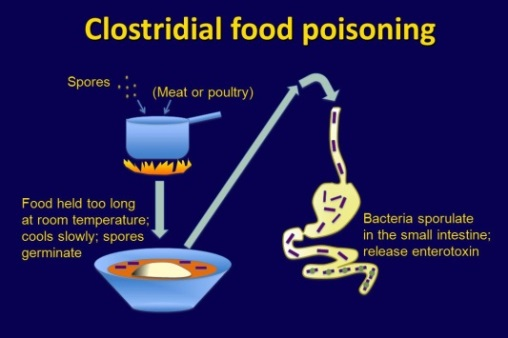 Clostridial food poisoning
Spores
(Meat or poultry)
Food held too long
at room temperature;
cools slowly; spores
germinate
Bacteria sporulate
in the small intestine;
release enterotoxin